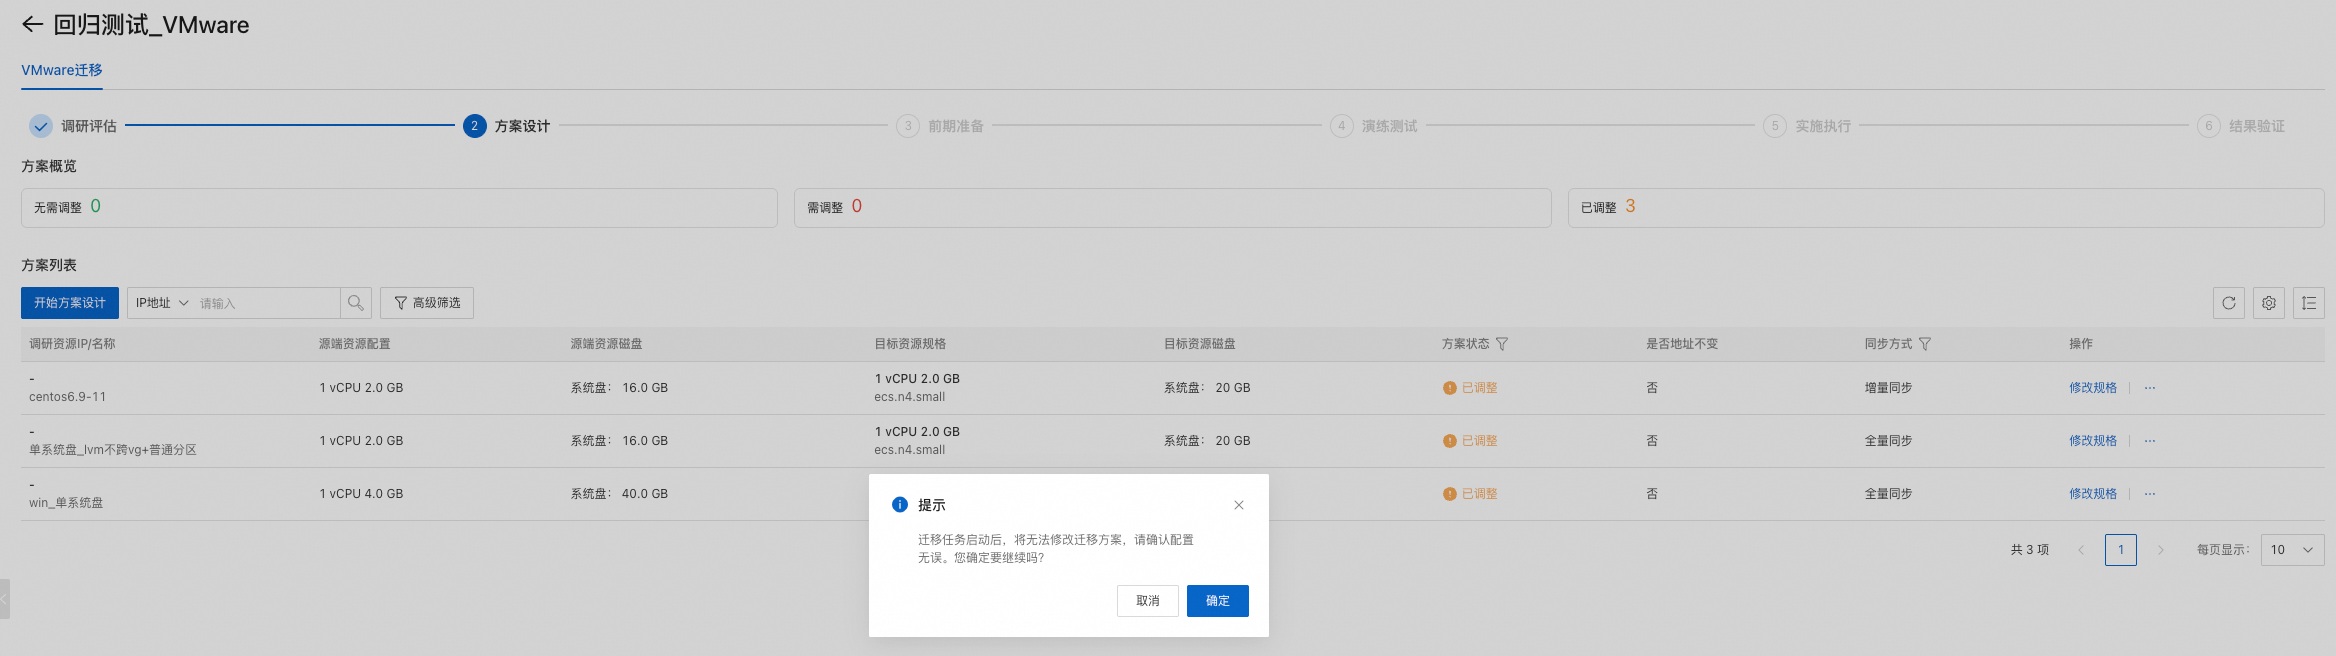 回归测试_VMware
VMware迁移
调研评估
2 方案设计
3 前期准备
4 演练测试
5 实施执行
6 结果验证
方案概览
无需调整 0
需调整 0
已调整 3
方案列表
开始方案设计 IP地址 请输入 高级筛选
调研资源IP/名称 源端资源配置 源端资源磁盘 目标资源规格 目标资源磁盘 方案状态 是否地址不变 同步方式 操作
- 1 vCPU 2.0 GB 系统盘: 16.0 GB 1 vCPU 2.0 GB 系统盘: 20 GB 已调整 否 增量同步 修改规格 ···
centos6.9-11 ecs.n4.small
- 1 vCPU 2.0 GB 系统盘: 16.0 GB 1 vCPU 2.0 GB 系统盘: 20 GB 已调整 否 全量同步 修改规格 ···
单系统盘_lvm不跨vg+普通分区 ecs.n4.small
- 1 vCPU 4.0 GB 系统盘: 40.0 GB 已调整 否 全量同步 修改规格 ···
win_单系统盘
提示
迁移任务启动后，将无法修改迁移方案，请确认配置
无误。您确定要继续吗?
取消 确定
共 3 项 1 每页显示: 10